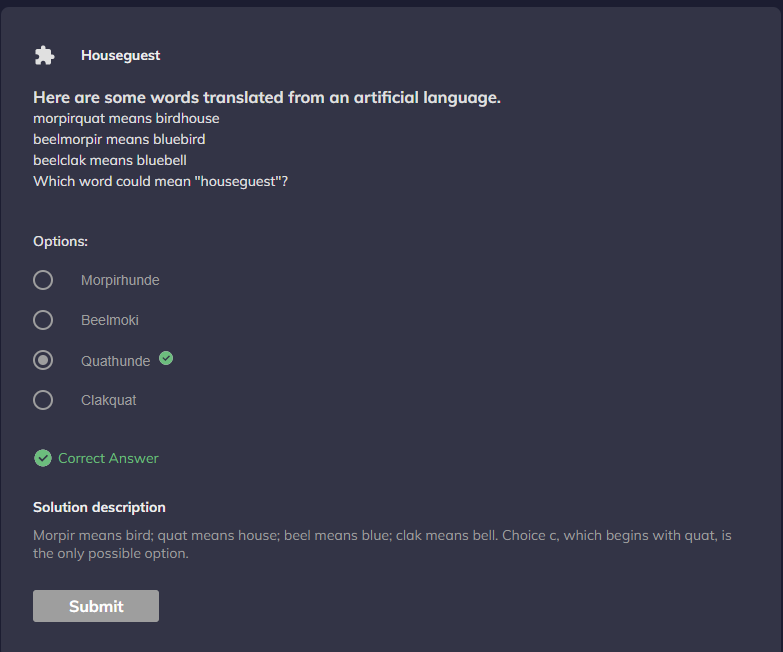 Houseguest
Here are some words translated from an artificial language.
morpirquat means birdhouse
beelmorpir means bluebird
beelclak means bluebell
Which word could mean "houseguest"?
Options:
Morpirhunde
Beelmoki
Quathunde
Clakquat
Correct Answer
Solution description
Morpir means bird; quat means house; beel means blue; clak means bell. Choice c, which begins with quat, is
the only possible option.
Submit